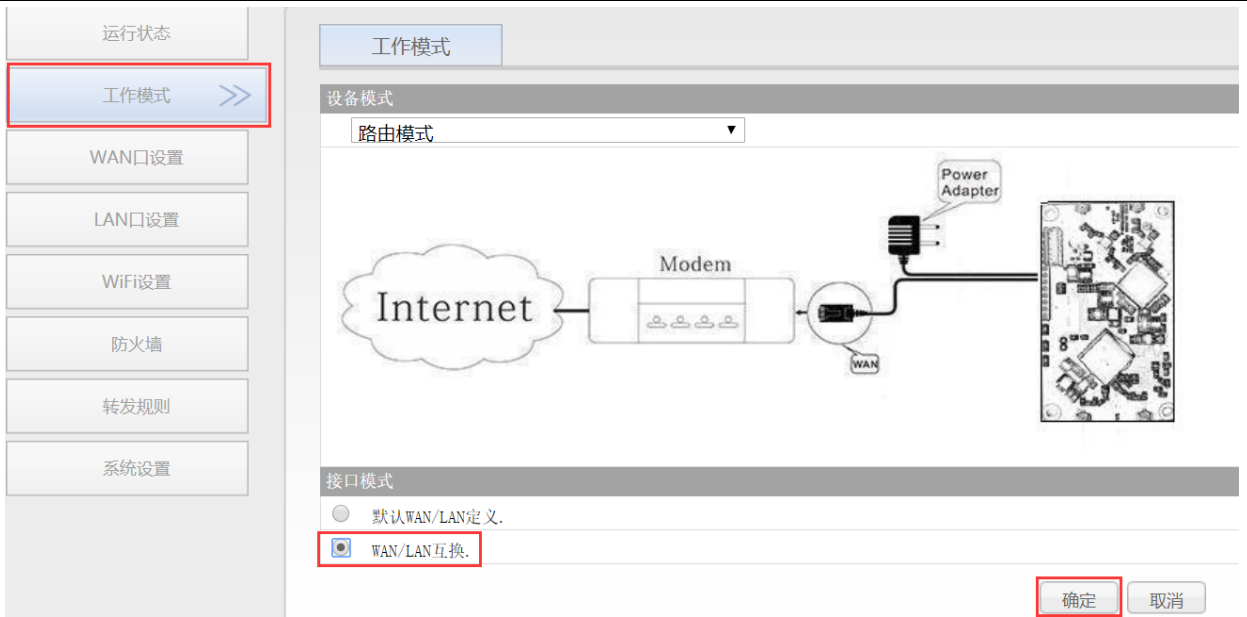 运行状态
工作模式
WAN口设置
LAN口设置
WiFi设置
防火墙
转发规则
系统设置
工作模式
设备模式
路由模式
Power
Adapter
Modem
Internet
WAN
接口模式
默认WAN/LAN定义.
WAN/LAN互换.
确定 取消